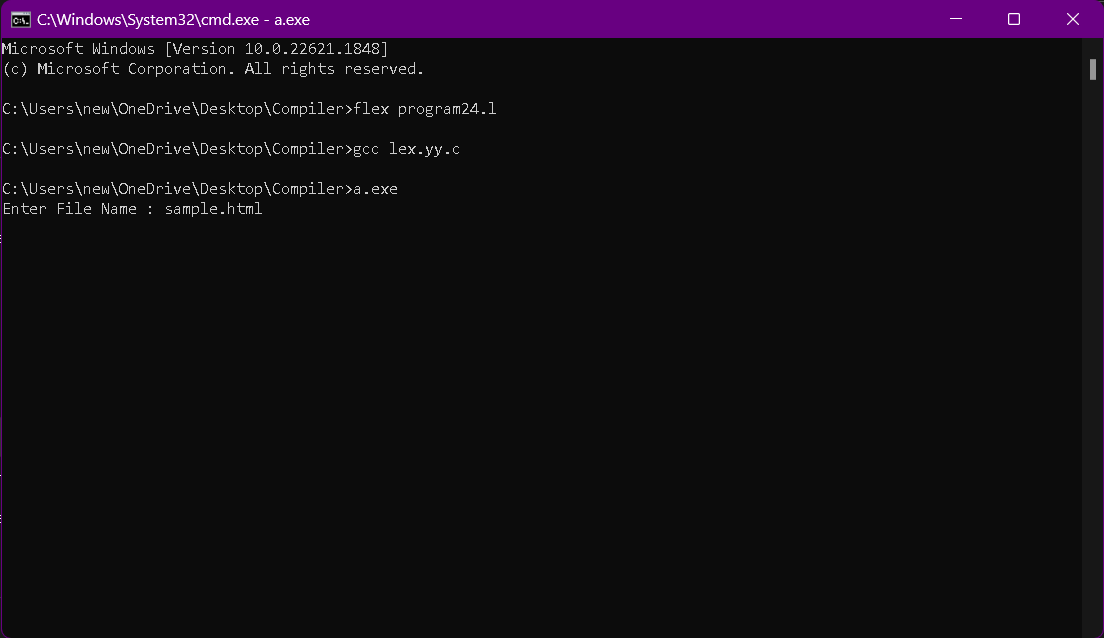 C:\Windows\System32\cmd.exe - a.exe
Microsoft Windows [Version 10.0.22621.1848]
(c) Microsoft Corporation. All rights reserved.
C:\Users\new\OneDrive\Desktop\Compiler>flex program24.l
C:\Users\new\OneDrive\Desktop\Compiler>gcc lex.yy.c
C:\Users\new\OneDrive\Desktop\Compiler>a.exe
Enter File Name : sample.html